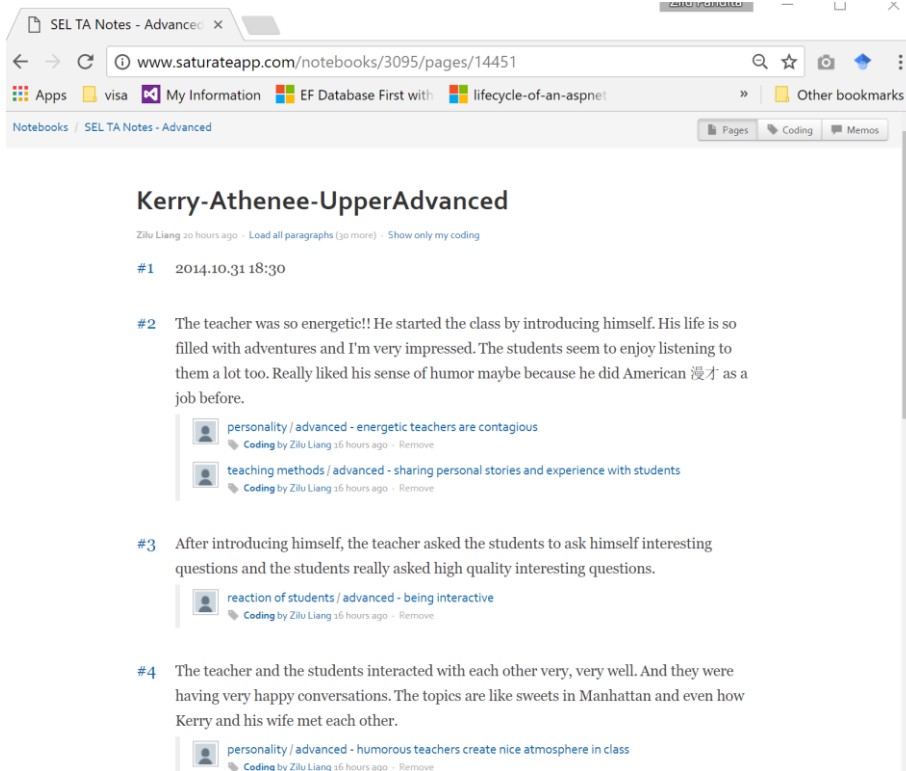 SEL TA Notes - Advanced
www.saturateapp.com/notebooks/3095/pages/14451
Apps visa My Information EF Database First with lifecycle-of-an-aspnet » Other bookmarks
Notebooks / SEL TA Notes - Advanced Pages Coding Memos
Kerry-Athenee-UpperAdvanced
Zilu Liang 20 hours ago · Load all paragraphs (30 more) · Show only my coding
#1 2014.10.31 18:30
#2 The teacher was so energetic!! He started the class by introducing himself. His life is so
filled with adventures and I'm very impressed. The students seem to enjoy listening to
them a lot too. Really liked his sense of humor maybe because he did American 漫才 as a
job before.
personality / advanced - energetic teachers are contagious
Coding by Zilu Liang 16 hours ago · Remove
teaching methods / advanced - sharing personal stories and experience with students
Coding by Zilu Liang 16 hours ago · Remove
#3 After introducing himself, the teacher asked the students to ask himself interesting
questions and the students really asked high quality interesting questions.
reaction of students / advanced - being interactive
Coding by Zilu Liang 16 hours ago · Remove
#4 The teacher and the students interacted with each other very, very well. And they were
having very happy conversations. The topics are like sweets in Manhattan and even how
Kerry and his wife met each other.
personality / advanced - humorous teachers create nice atmosphere in class
Coding by Zilu Liang 16 hours ago · Remove